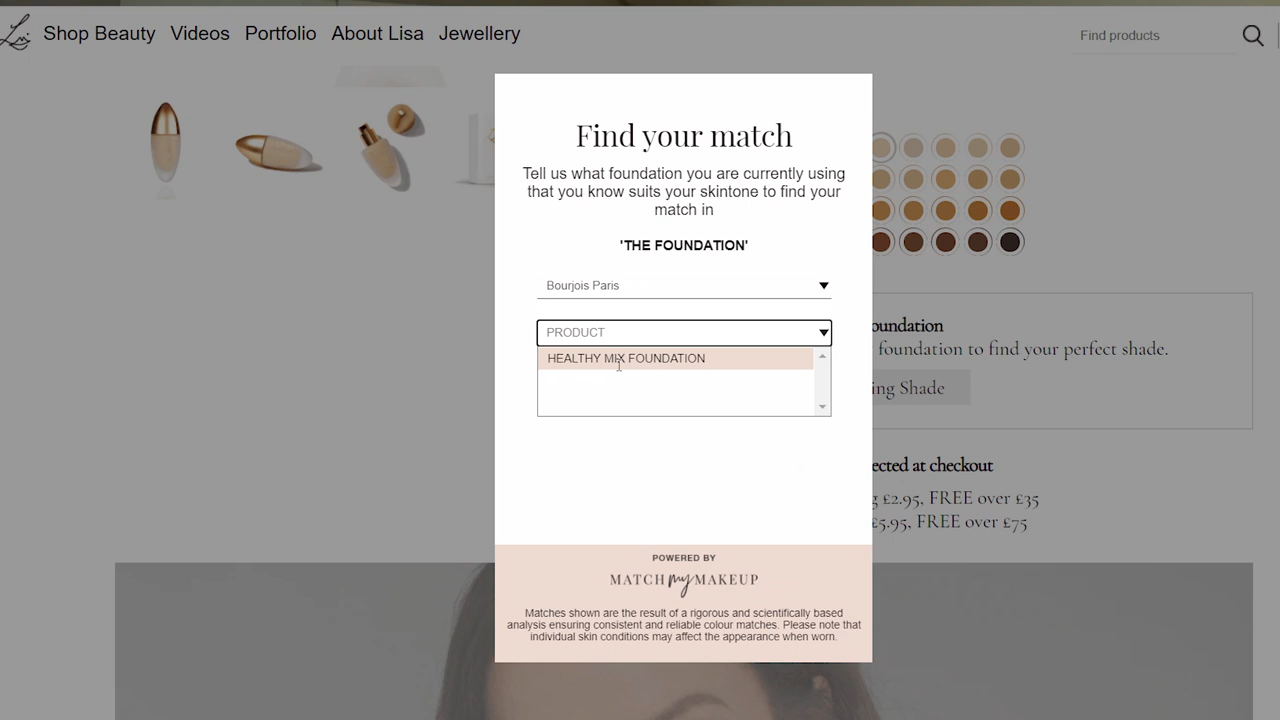 Shop Beauty Videos Portfolio About Lisa Jewellery
Find products
Find your match
Tell us what foundation you are currently using
that you know suits your skintone to find your
match in
'THE FOUNDATION'
Bourjois Paris
PRODUCT
HEALTHY MIX FOUNDATION
POWERED BY
MATCH my MAKEUP
Matches shown are the result of a rigorous and scientifically based
analysis ensuring consistent and reliable colour matches. Please note that
individual skin conditions may affect the appearance when worn.
oundation
foundation to find your perfect shade.
ing Shade
ected at checkout
g £2.95, FREE over £35
£5.95, FREE over £75